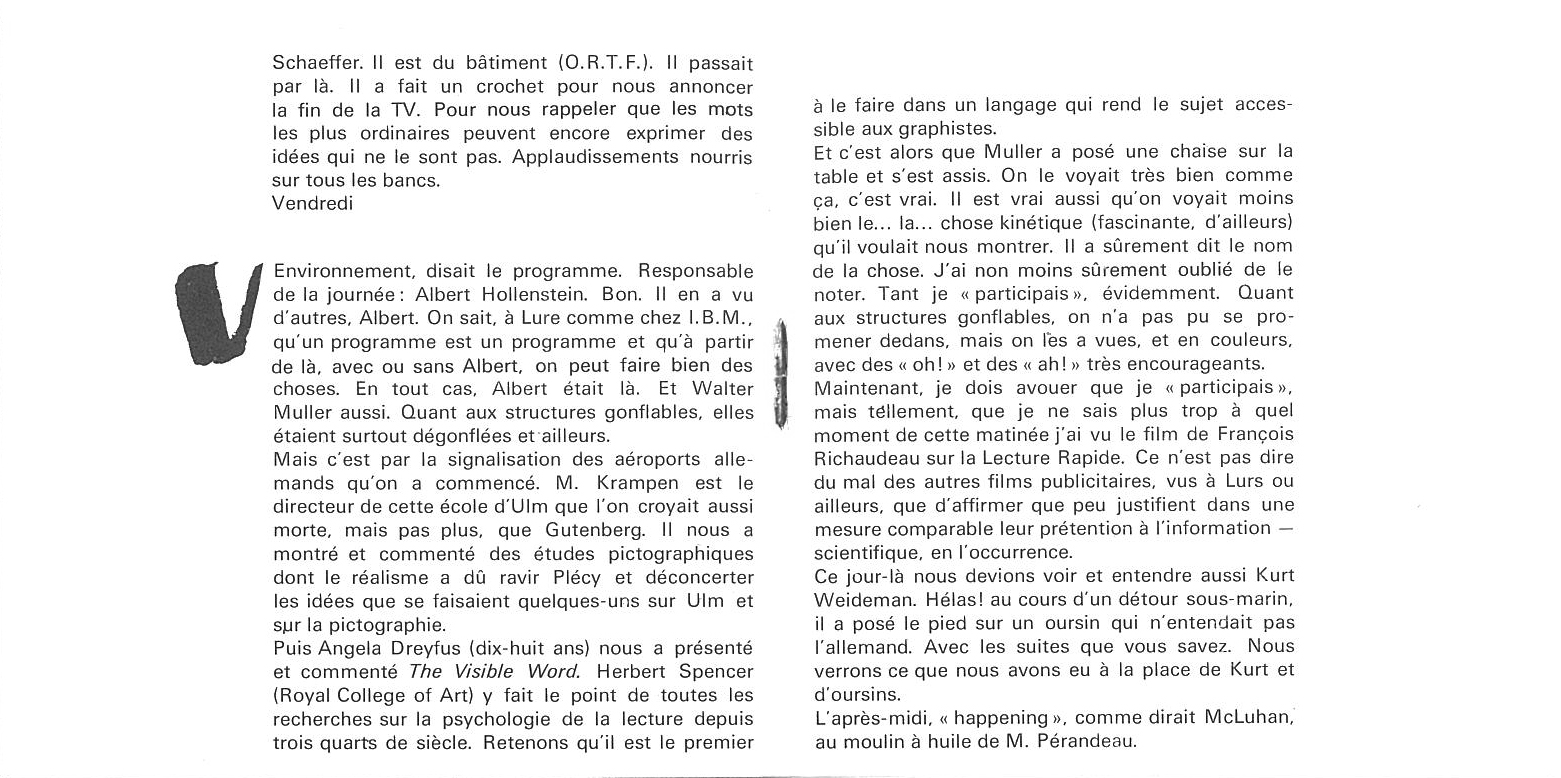 Schaeffer. Il est du bâtiment (O.R.T.F.). Il passait
par là. Il a fait un crochet pour nous annoncer
la fin de la TV. Pour nous rappeler que les mots
les plus ordinaires peuvent encore exprimer des
idées qui ne le sont pas. Applaudissements nourris
sur tous les bancs.
Vendredi
V
Environnement, disait le programme. Responsable
de la journée : Albert Hollenstein. Bon. Il en a vu
d'autres, Albert. On sait, à Lure comme chez I.B.M.,
qu'un programme est un programme et qu'à partir
de là, avec ou sans Albert, on peut faire bien des
choses. En tout cas, Albert était là. Et Walter
Muller aussi. Quant aux structures gonflables, elles
étaient surtout dégonflées et ailleurs.
Mais c'est par la signalisation des aéroports alle-
mands qu'on a commencé. M. Krampen est le
directeur de cette école d'Ulm que l'on croyait aussi
morte, mais pas plus, que Gutenberg. Il nous a
montré et commenté des études pictographiques
dont le réalisme a dû ravir Plécy et déconcerter
les idées que se faisaient quelques-uns sur Ulm et
sur la pictographie.
Puis Angela Dreyfus (dix-huit ans) nous a présenté
et commenté The Visible Word. Herbert Spencer
(Royal College of Art) y fait le point de toutes les
recherches sur la psychologie de la lecture depuis
trois quarts de siècle. Retenons qu'il est le premier
à le faire dans un langage qui rend le sujet acces-
sible aux graphistes.
Et c'est alors que Muller a posé une chaise sur la
table et s'est assis. On le voyait très bien comme
ça, c'est vrai. Il est vrai aussi qu'on voyait moins
bien le... la... chose kinétique (fascinante, d'ailleurs)
qu'il voulait nous montrer. Il a sûrement dit le nom
de la chose. J'ai non moins sûrement oublié de le
noter. Tant je « participais », évidemment. Quant
aux structures gonflables, on n'a pas pu se pro-
mener dedans, mais on les a vues, et en couleurs,
avec des « oh! » et des « ah! » très encourageants.
Maintenant, je dois avouer que je « participais »,
mais tellement, que je ne sais plus trop à quel
moment de cette matinée j'ai vu le film de François
Richaudeau sur la Lecture Rapide. Ce n'est pas dire
du mal des autres films publicitaires, vus à Lurs ou
ailleurs, que d'affirmer que peu justifient dans une
mesure comparable leur prétention à l'information —
scientifique, en l'occurrence.
Ce jour-là nous devions voir et entendre aussi Kurt
Weideman. Hélas! au cours d'un détour sous-marin,
il a posé le pied sur un oursin qui n'entendait pas
l'allemand. Avec les suites que vous savez. Nous
verrons ce que nous avons eu à la place de Kurt et
d'oursins.
L'après-midi, « happening », comme dirait McLuhan,
au moulin à huile de M. Pérandeau.